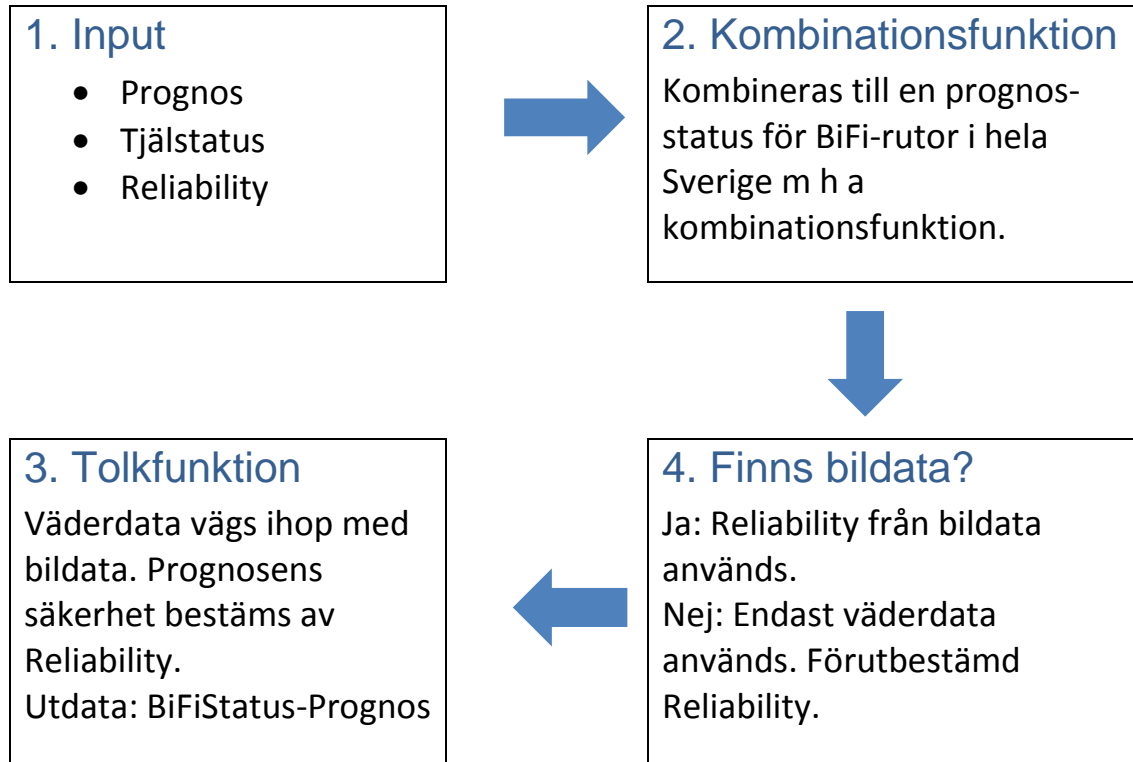 1. Input
• Prognos
• Tjälstatus
• Reliability
2. Kombinationsfunktion
Kombineras till en prognos-
status för BiFi-rutor i hela
Sverige m h a
kombinationsfunktion.
3. Tolkfunktion
Väderdata vägs ihop med
bildata. Prognosens
säkerhet bestäms av
Reliability.
Utdata: BiFiStatus-Prognos
4. Finns bildata?
Ja: Reliability från bildata
används.
Nej: Endast väderdata
används. Förutbestämd
Reliability.